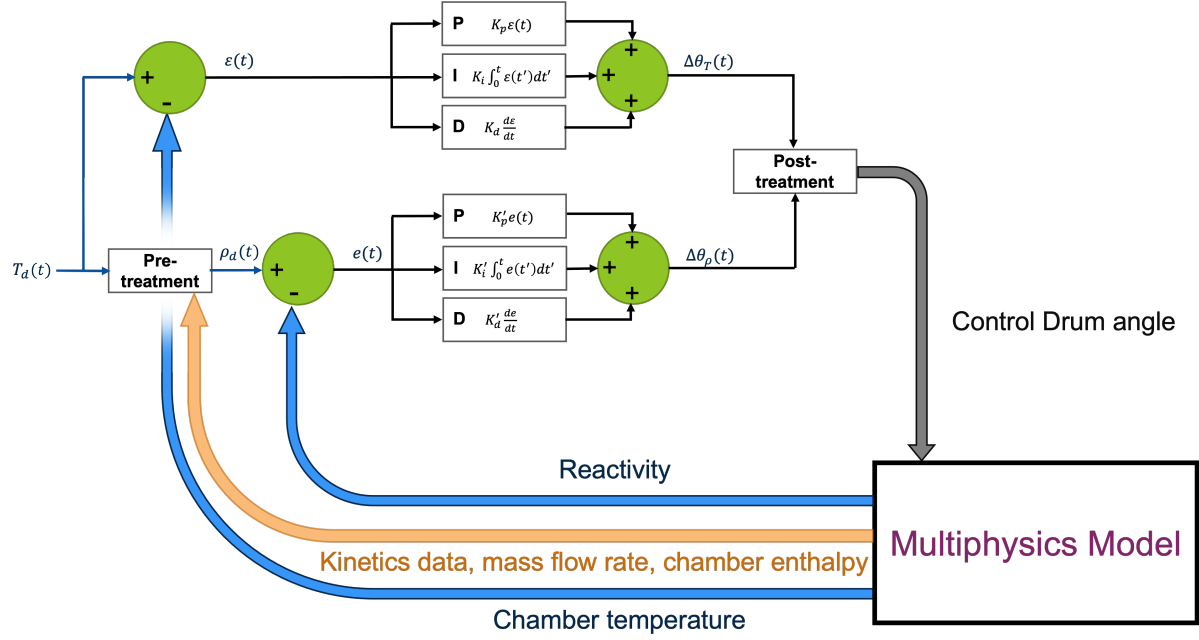 P K_p ε(t)
+
ε(t)
+
-
I K_i ∫_0^t ε(t′)dt′
+
Δθ_T(t)
D K_d dε/dt
+
Post-
treatment
P K′_p e(t)
+
T_d(t)
Pre-
treatment
ρ_d(t)
+
-
e(t)
I K′_i ∫_0^t e(t′)dt′
+
Δθ_ρ(t)
D K′_d de/dt
+
Control Drum angle
Reactivity
Multiphysics Model
Kinetics data, mass flow rate, chamber enthalpy
Chamber temperature